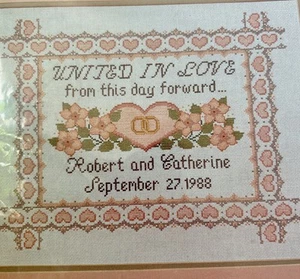 UNITED IN LOVE
from this day forward...
Robert and Catherine
September 27.1988